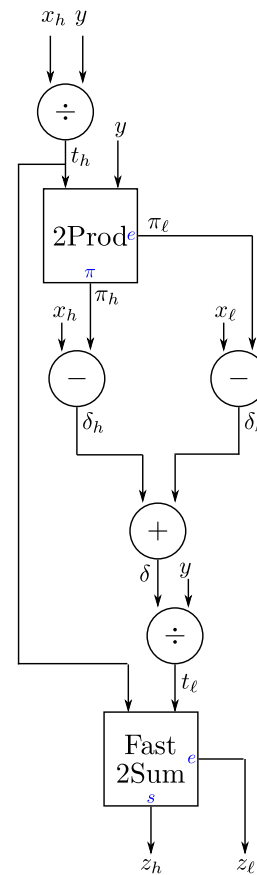 x_h y
÷
t_h y
2Prod e π_ℓ
π
π_h
x_h x_ℓ
− −
δ_h δ
+
δ y
÷
t_ℓ
Fast
2Sum e
s
z_h z_ℓ